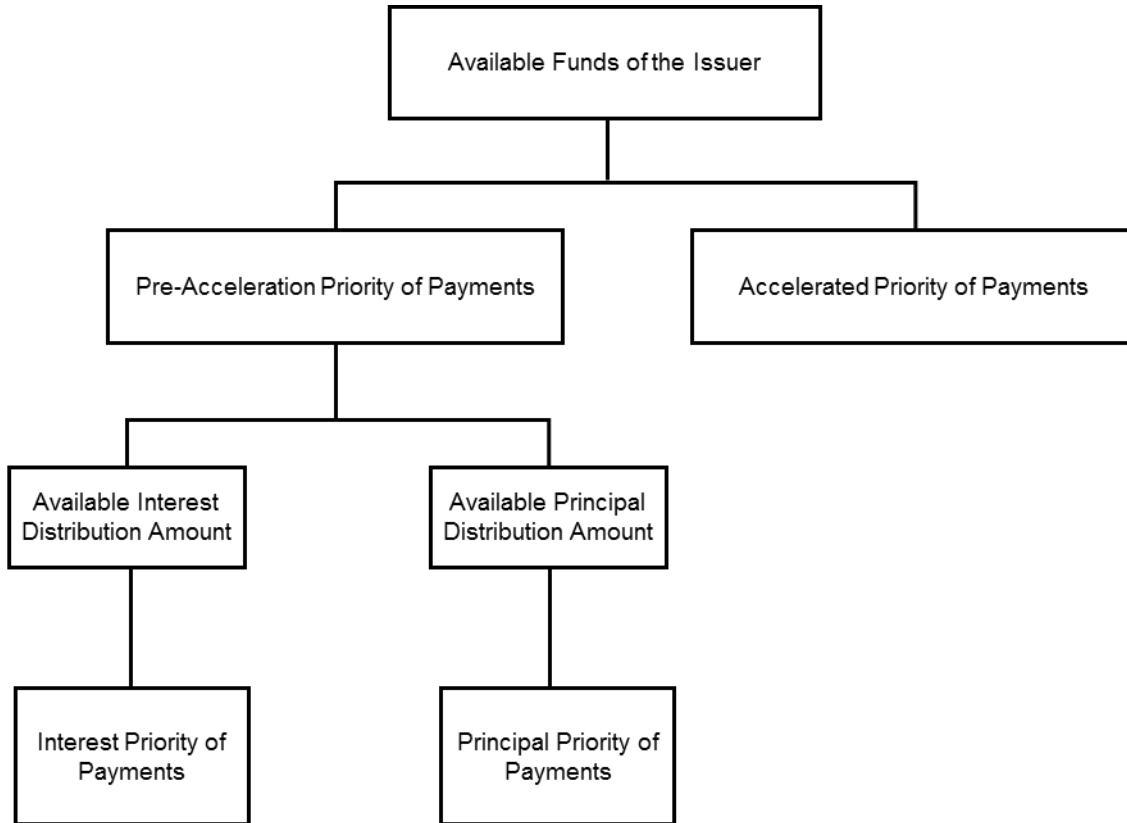 Available Funds of the Issuer
Pre-Acceleration Priority of Payments
Accelerated Priority of Payments
Available Interest
Distribution Amount
Available Principal
Distribution Amount
Interest Priority of
Payments
Principal Priority of
Payments